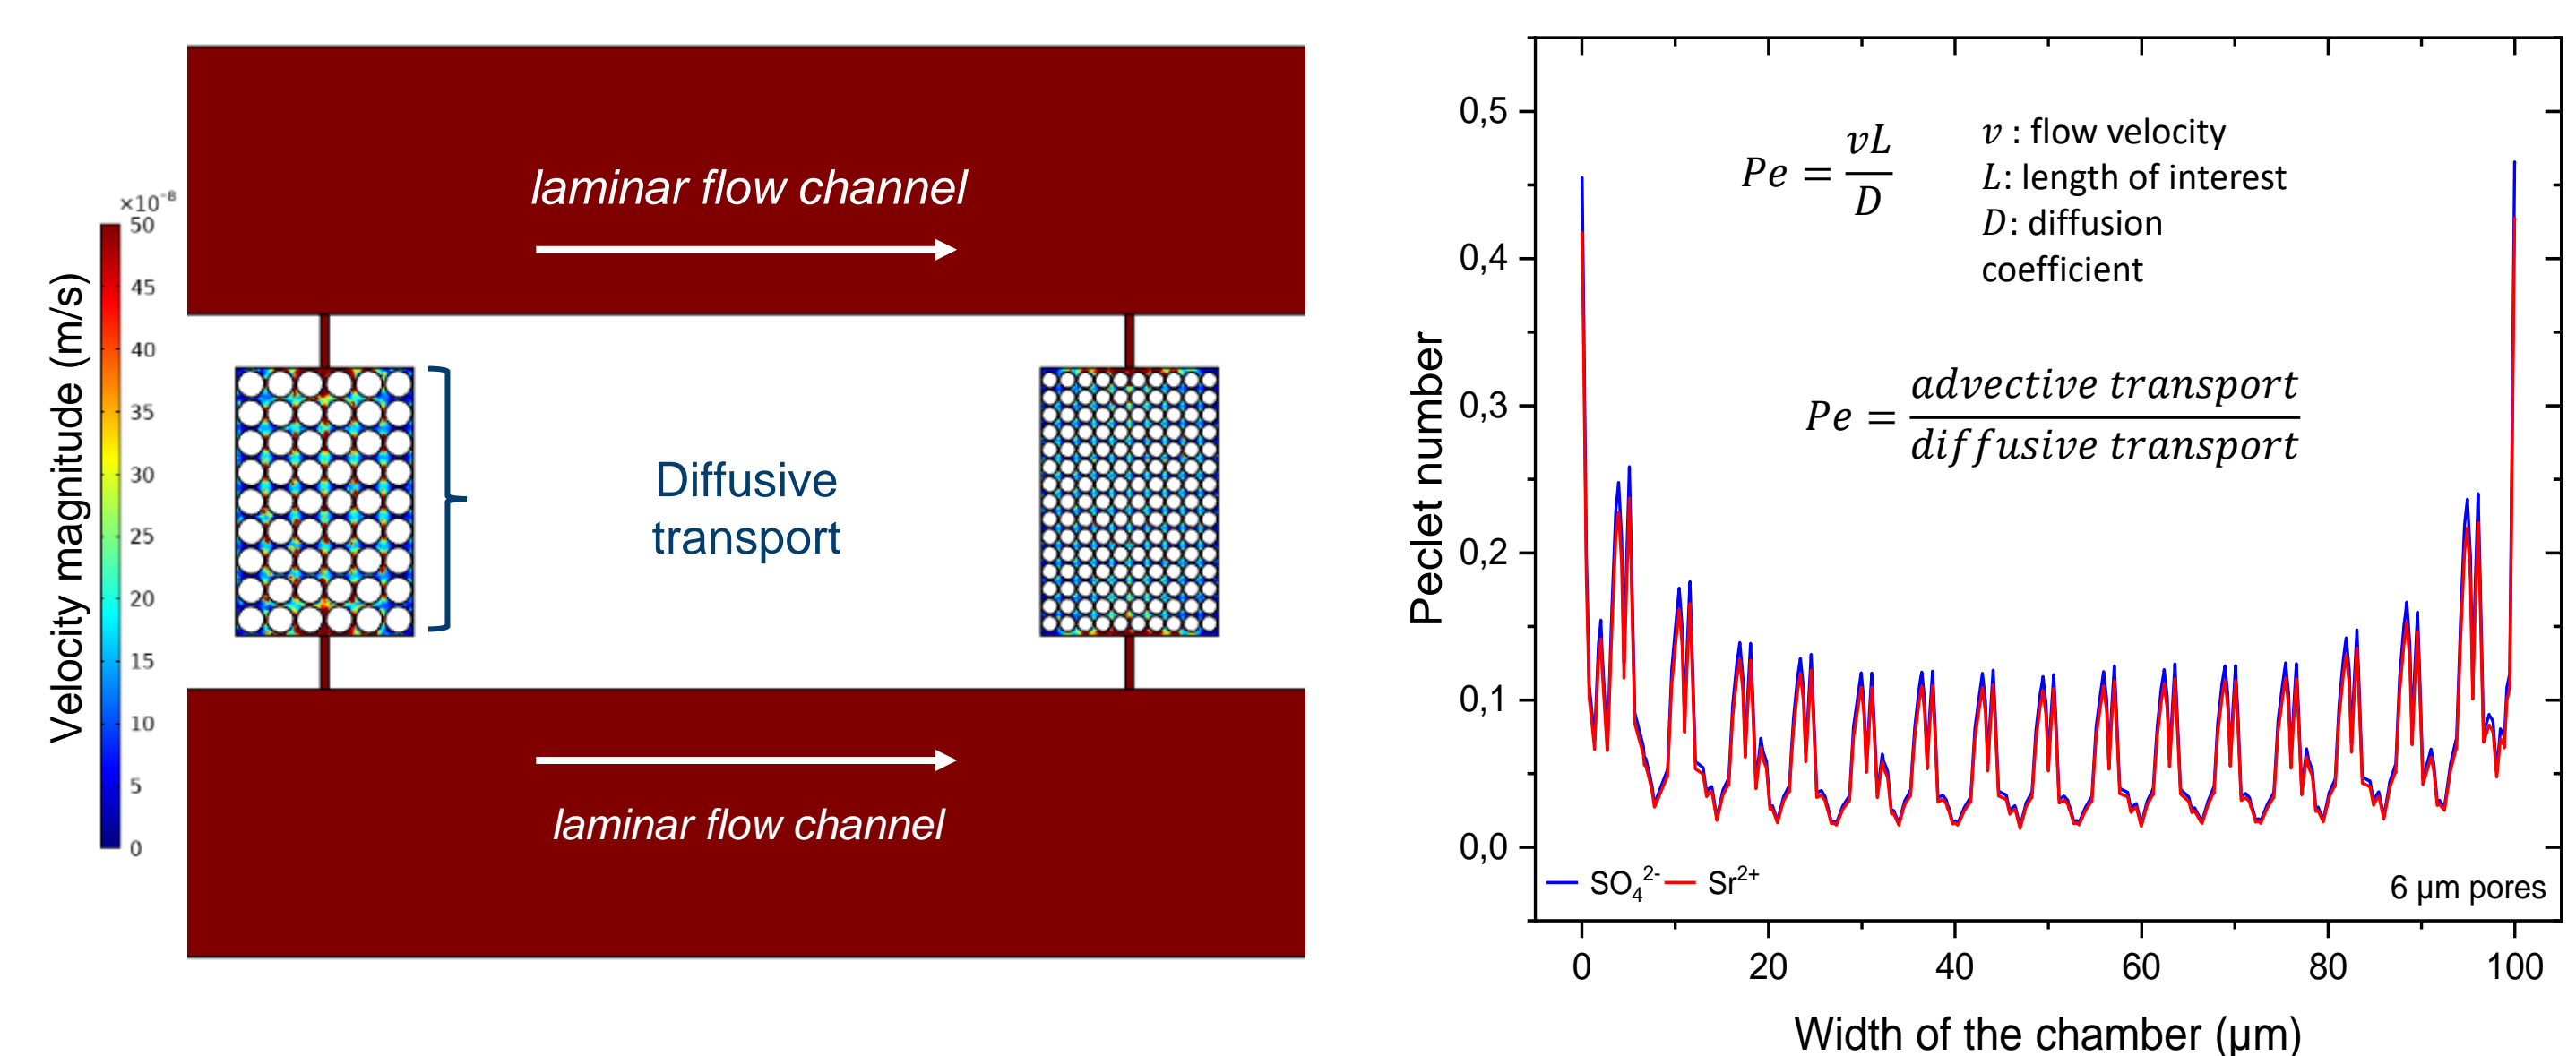 ×10⁻⁸
50
45
40
35
30
25
20
15
10
5
0
Velocity magnitude (m/s)
laminar flow channel
Diffusive
transport
laminar flow channel
Peclet number
0,5
0,4
0,3
0,2
0,1
0,0
Pe = vL/D
v : flow velocity
L: length of interest
D: diffusion
coefficient
Pe = advective transport/diffusive transport
SO₄²⁻ Sr²⁺
6 µm pores
0 20 40 60 80 100
Width of the chamber (µm)